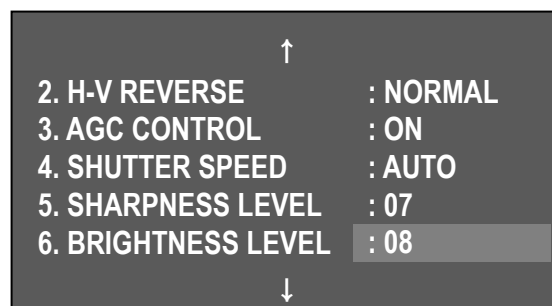 ↑
2. H-V REVERSE : NORMAL
3. AGC CONTROL : ON
4. SHUTTER SPEED : AUTO
5. SHARPNESS LEVEL : 07
6. BRIGHTNESS LEVEL : 08
↓